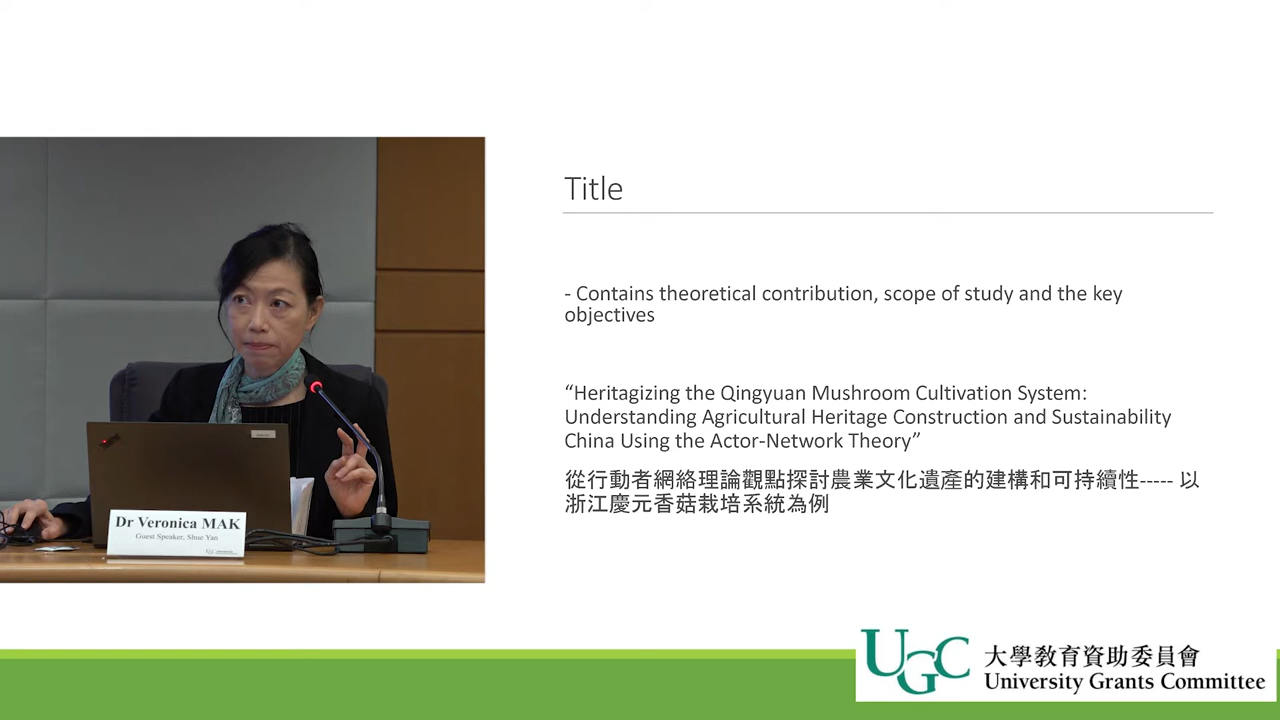 Title
- Contains theoretical contribution, scope of study and the key
objectives
“Heritagizing the Qingyuan Mushroom Cultivation System:
Understanding Agricultural Heritage Construction and Sustainability
China Using the Actor-Network Theory”
從行動者網絡理論觀點探討農業文化遺產的建構和可持續性----- 以
浙江慶元香菇栽培系統為例
Dr Veronica MAK
Guest Speaker, Shue Yan
UGC
大學教育資助委員會
University Grants Committee